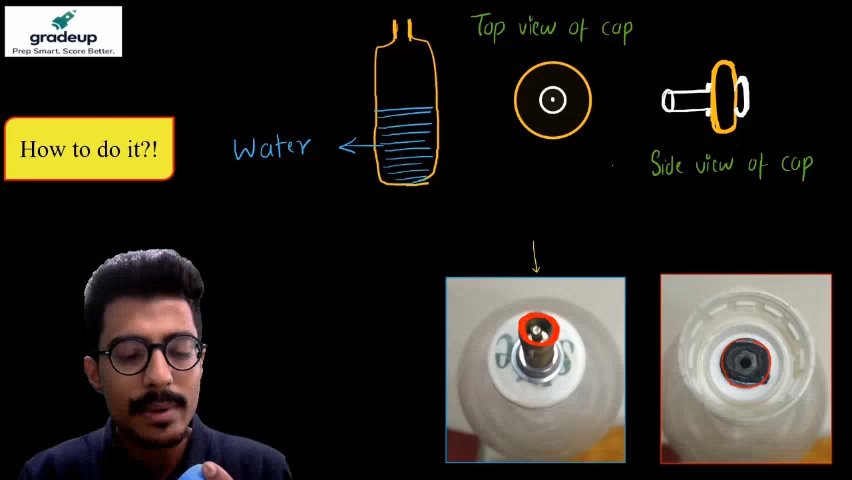 gradeup
Prep Smart. Score Better.
Top view of cap
How to do it?!
Water
Side view of cap